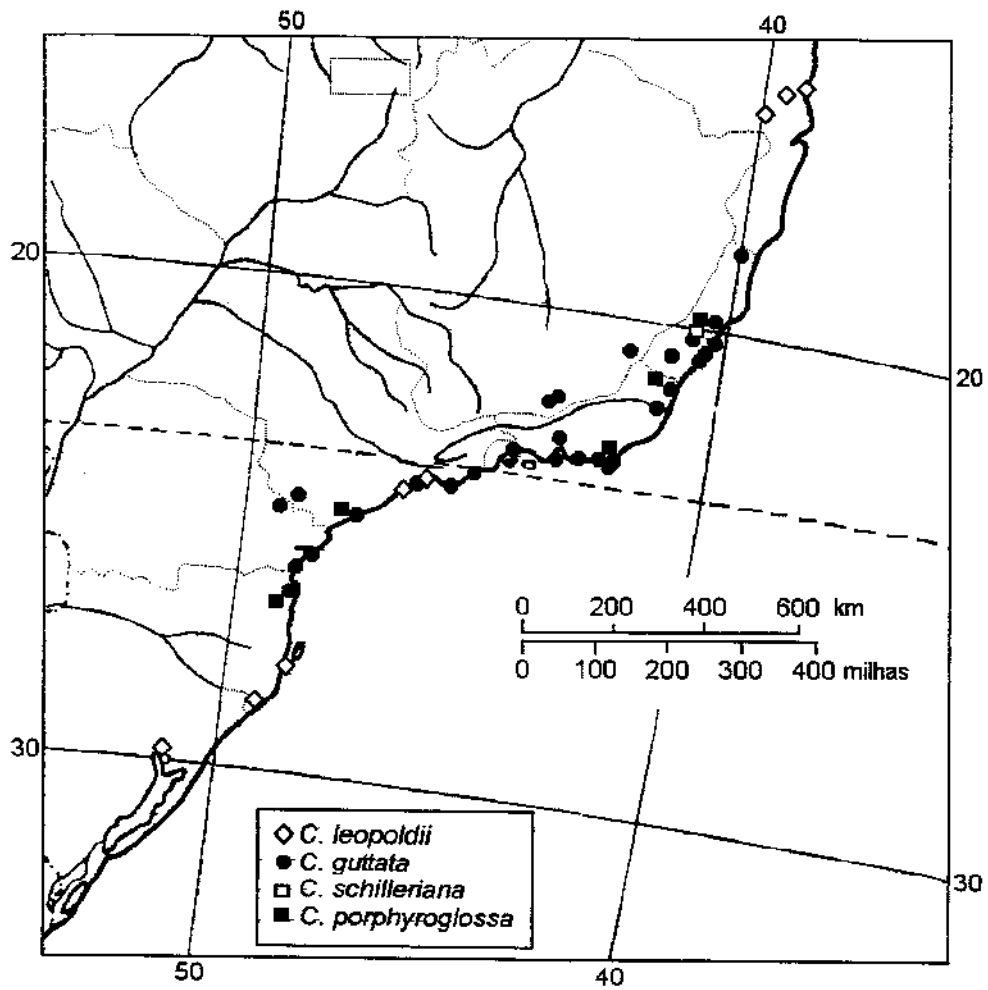 50
40
20
20
0 200 400 600 km
0 100 200 300 400 milhas
30
C. leopoldii
C. guttata
C. schilleriana
C. porphyroglossa
30
50
40